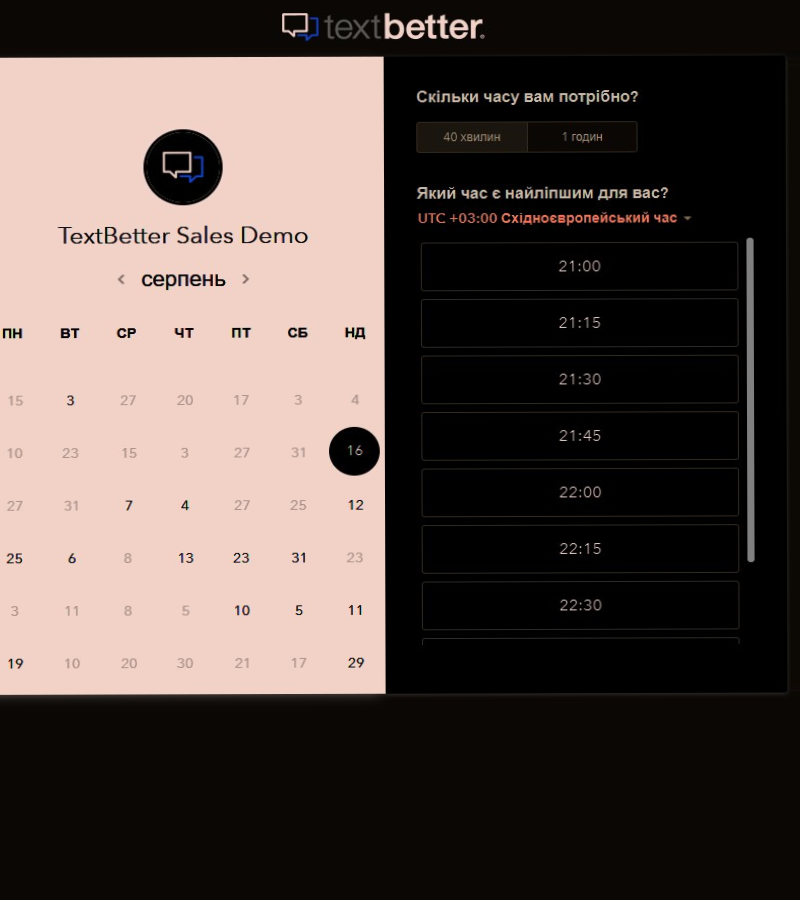 textbetter.
TextBetter Sales Demo
серпень
ПН ВТ СР ЧТ ПТ СБ НД
15 3 27 20 17 3 4
10 23 15 3 27 31 16
27 31 7 4 27 25 12
25 6 8 13 23 31 23
3 11 8 5 10 5 11
19 10 20 30 21 17 29
Скільки часу вам потрібно?
40 хвилин 1 годин
Який час є найліпшим для вас?
UTC +03:00 Східноєвропейський час
21:00
21:15
21:30
21:45
22:00
22:15
22:30